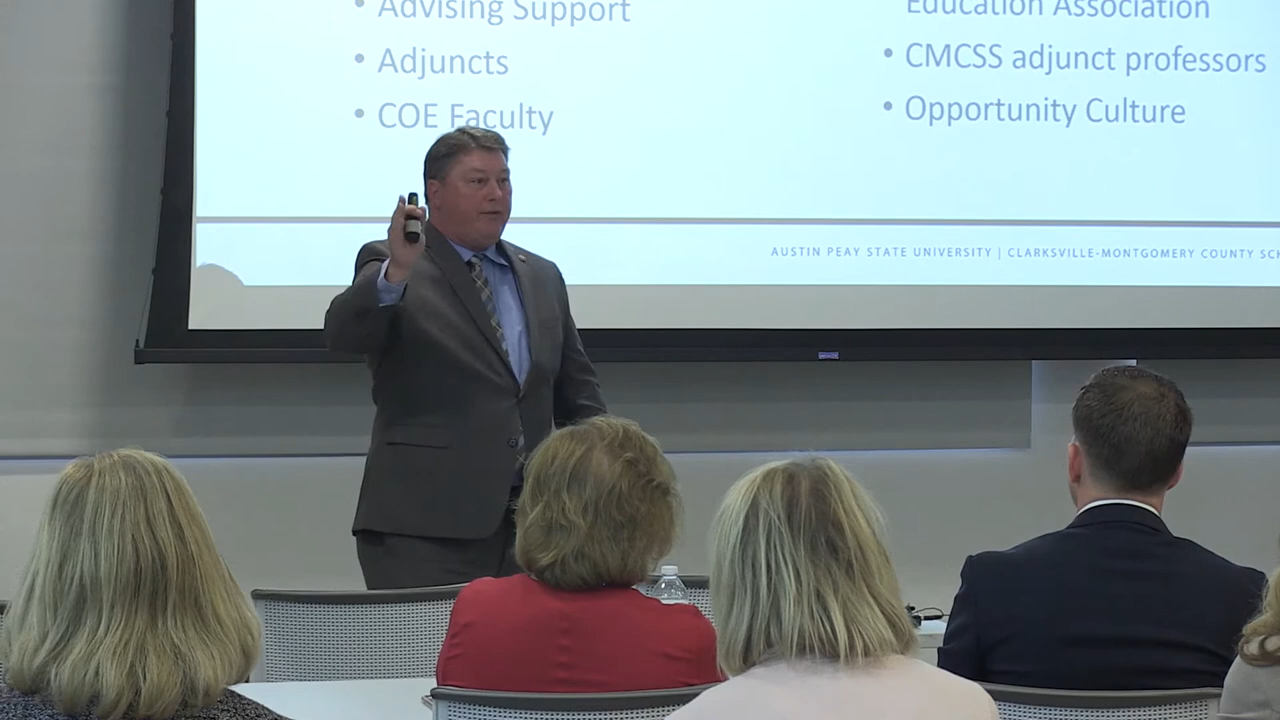 Advising Support
• Adjuncts
• COE Faculty
Education Association
• CMCSS adjunct professors
• Opportunity Culture
AUSTIN PEAY STATE UNIVERSITY | CLARKSVILLE-MONTGOMERY COUNTY